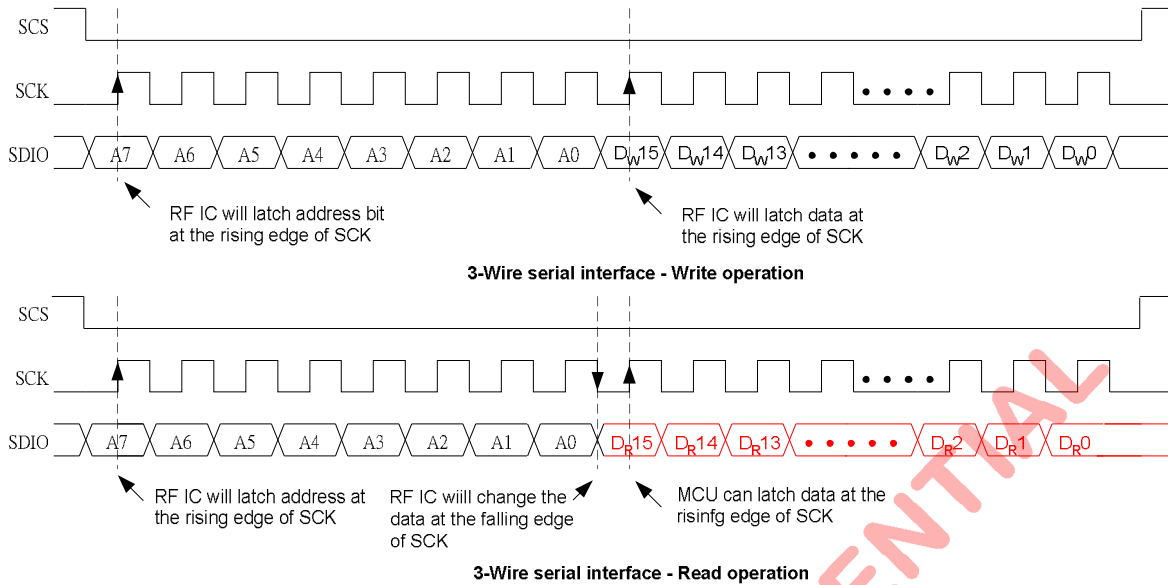 SCS
SCK
SDIO A7 A6 A5 A4 A3 A2 A1 A0 DW15 DW14 DW13 DW2 DW1 DW0
RF IC will latch address bit
at the rising edge of SCK
RF IC will latch data at
the rising edge of SCK
3-Wire serial interface - Write operation
SCS
SCK
SDIO A7 A6 A5 A4 A3 A2 A1 A0 DR15 DR14 DR13 DR2 DR1 DR0
RF IC will latch address at
the rising edge of SCK
RF IC wiill change the
data at the falling edge
of SCK
MCU can latch data at the
risinfg edge of SCK
3-Wire serial interface - Read operation
ENTIAL